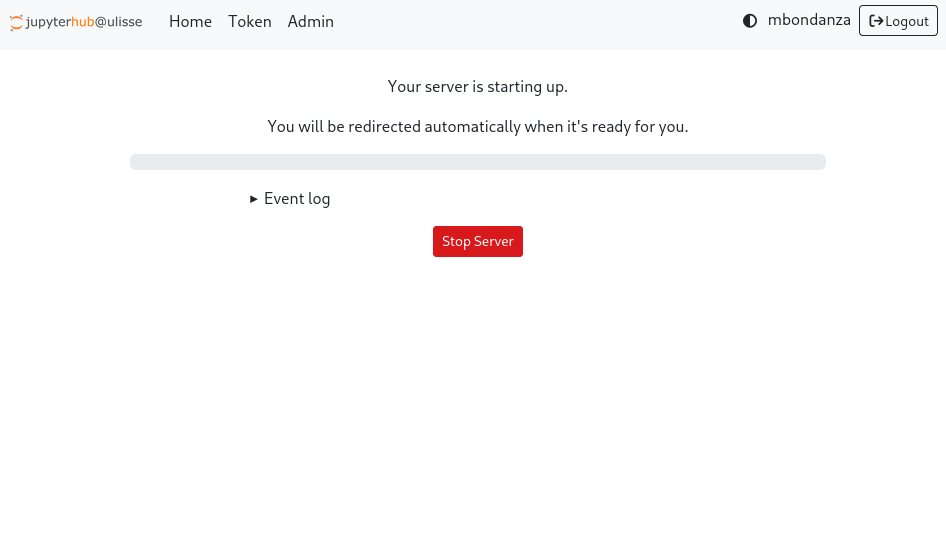 jupyterhub@ulisse Home Token Admin mbondanza Logout
Your server is starting up.
You will be redirected automatically when it's ready for you.
Event log
Stop Server